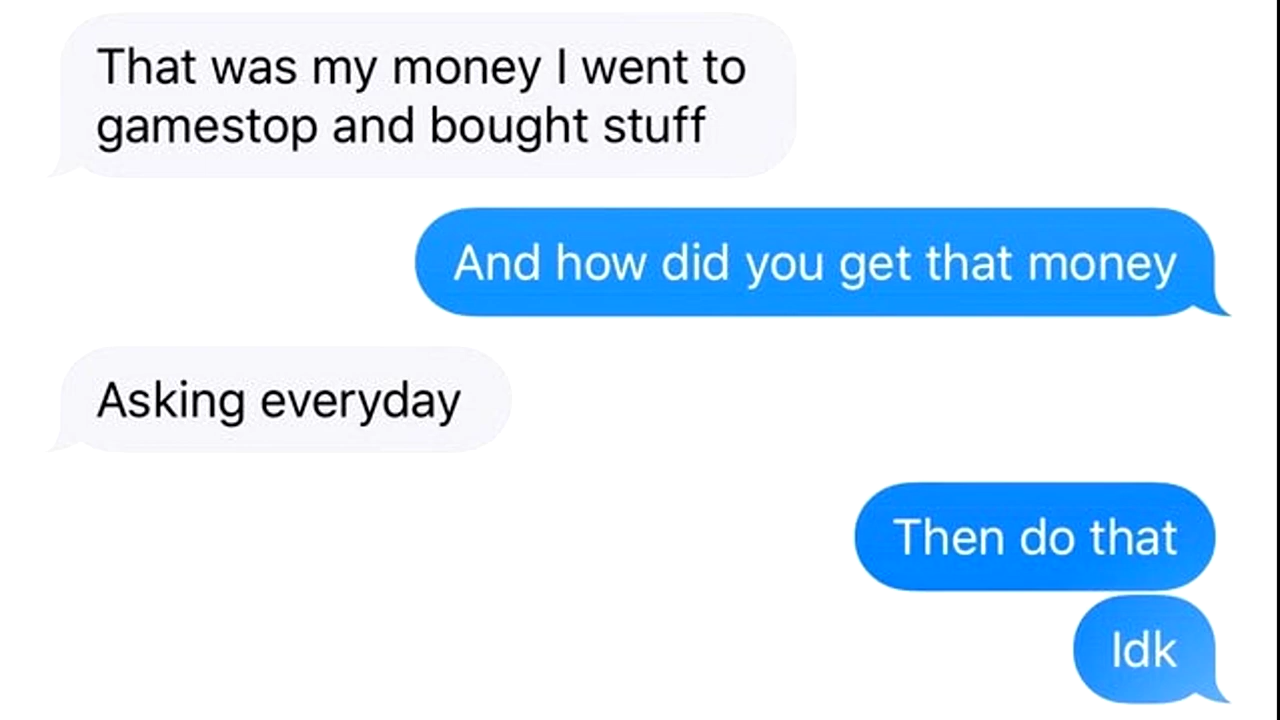 That was my money I went to
gamestop and bought stuff
And how did you get that money
Asking everyday
Then do that
Idk